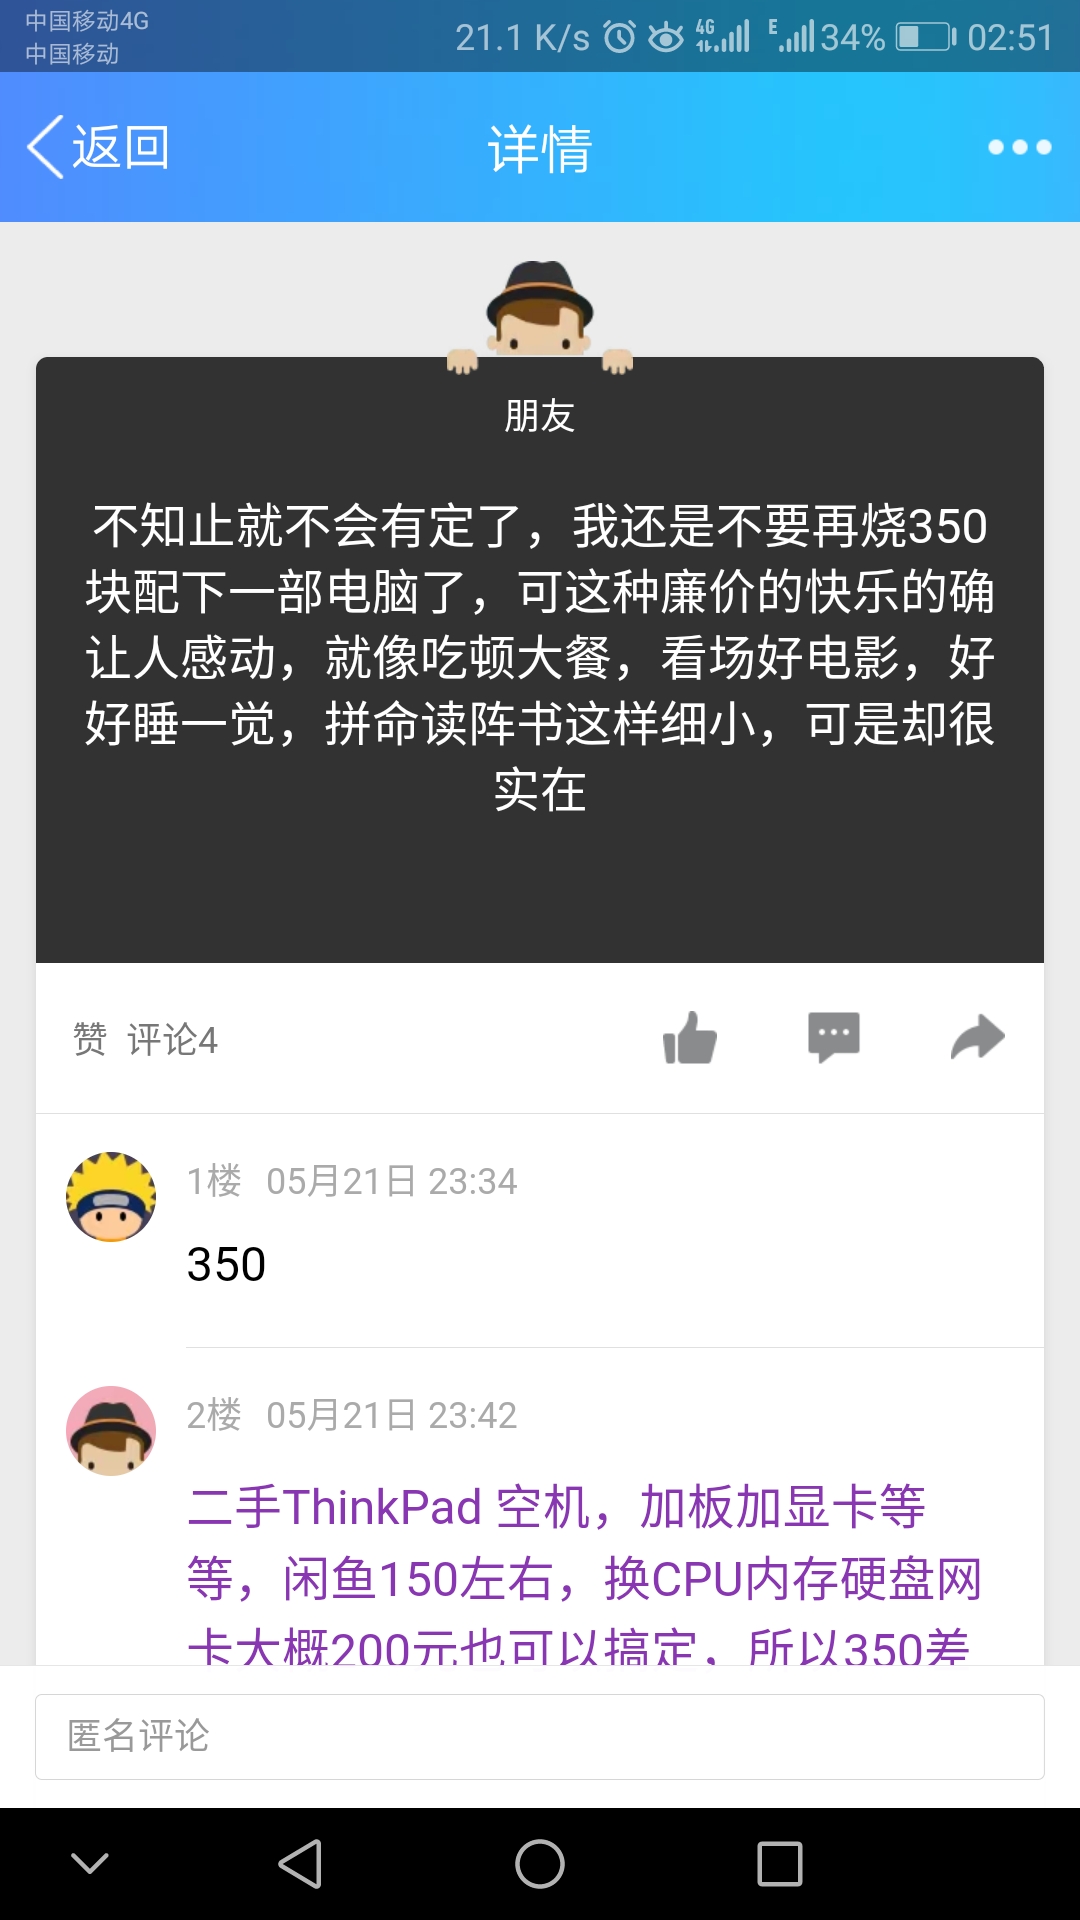 中国移动4G
中国移动
21.1 K/s 4G E 34% 02:51
返回 详情
朋友
不知止就不会有定了，我还是不要再烧350
块配下一部电脑了，可这种廉价的快乐的确
让人感动，就像吃顿大餐，看场好电影，好
好睡一觉，拼命读阵书这样细小，可是却很
实在
赞 评论4
1楼 05月21日 23:34
350
2楼 05月21日 23:42
二手ThinkPad 空机，加板加显卡等
等，闲鱼150左右，换CPU内存硬盘网
卡大概200元也可以搞定，所以350差
匿名评论